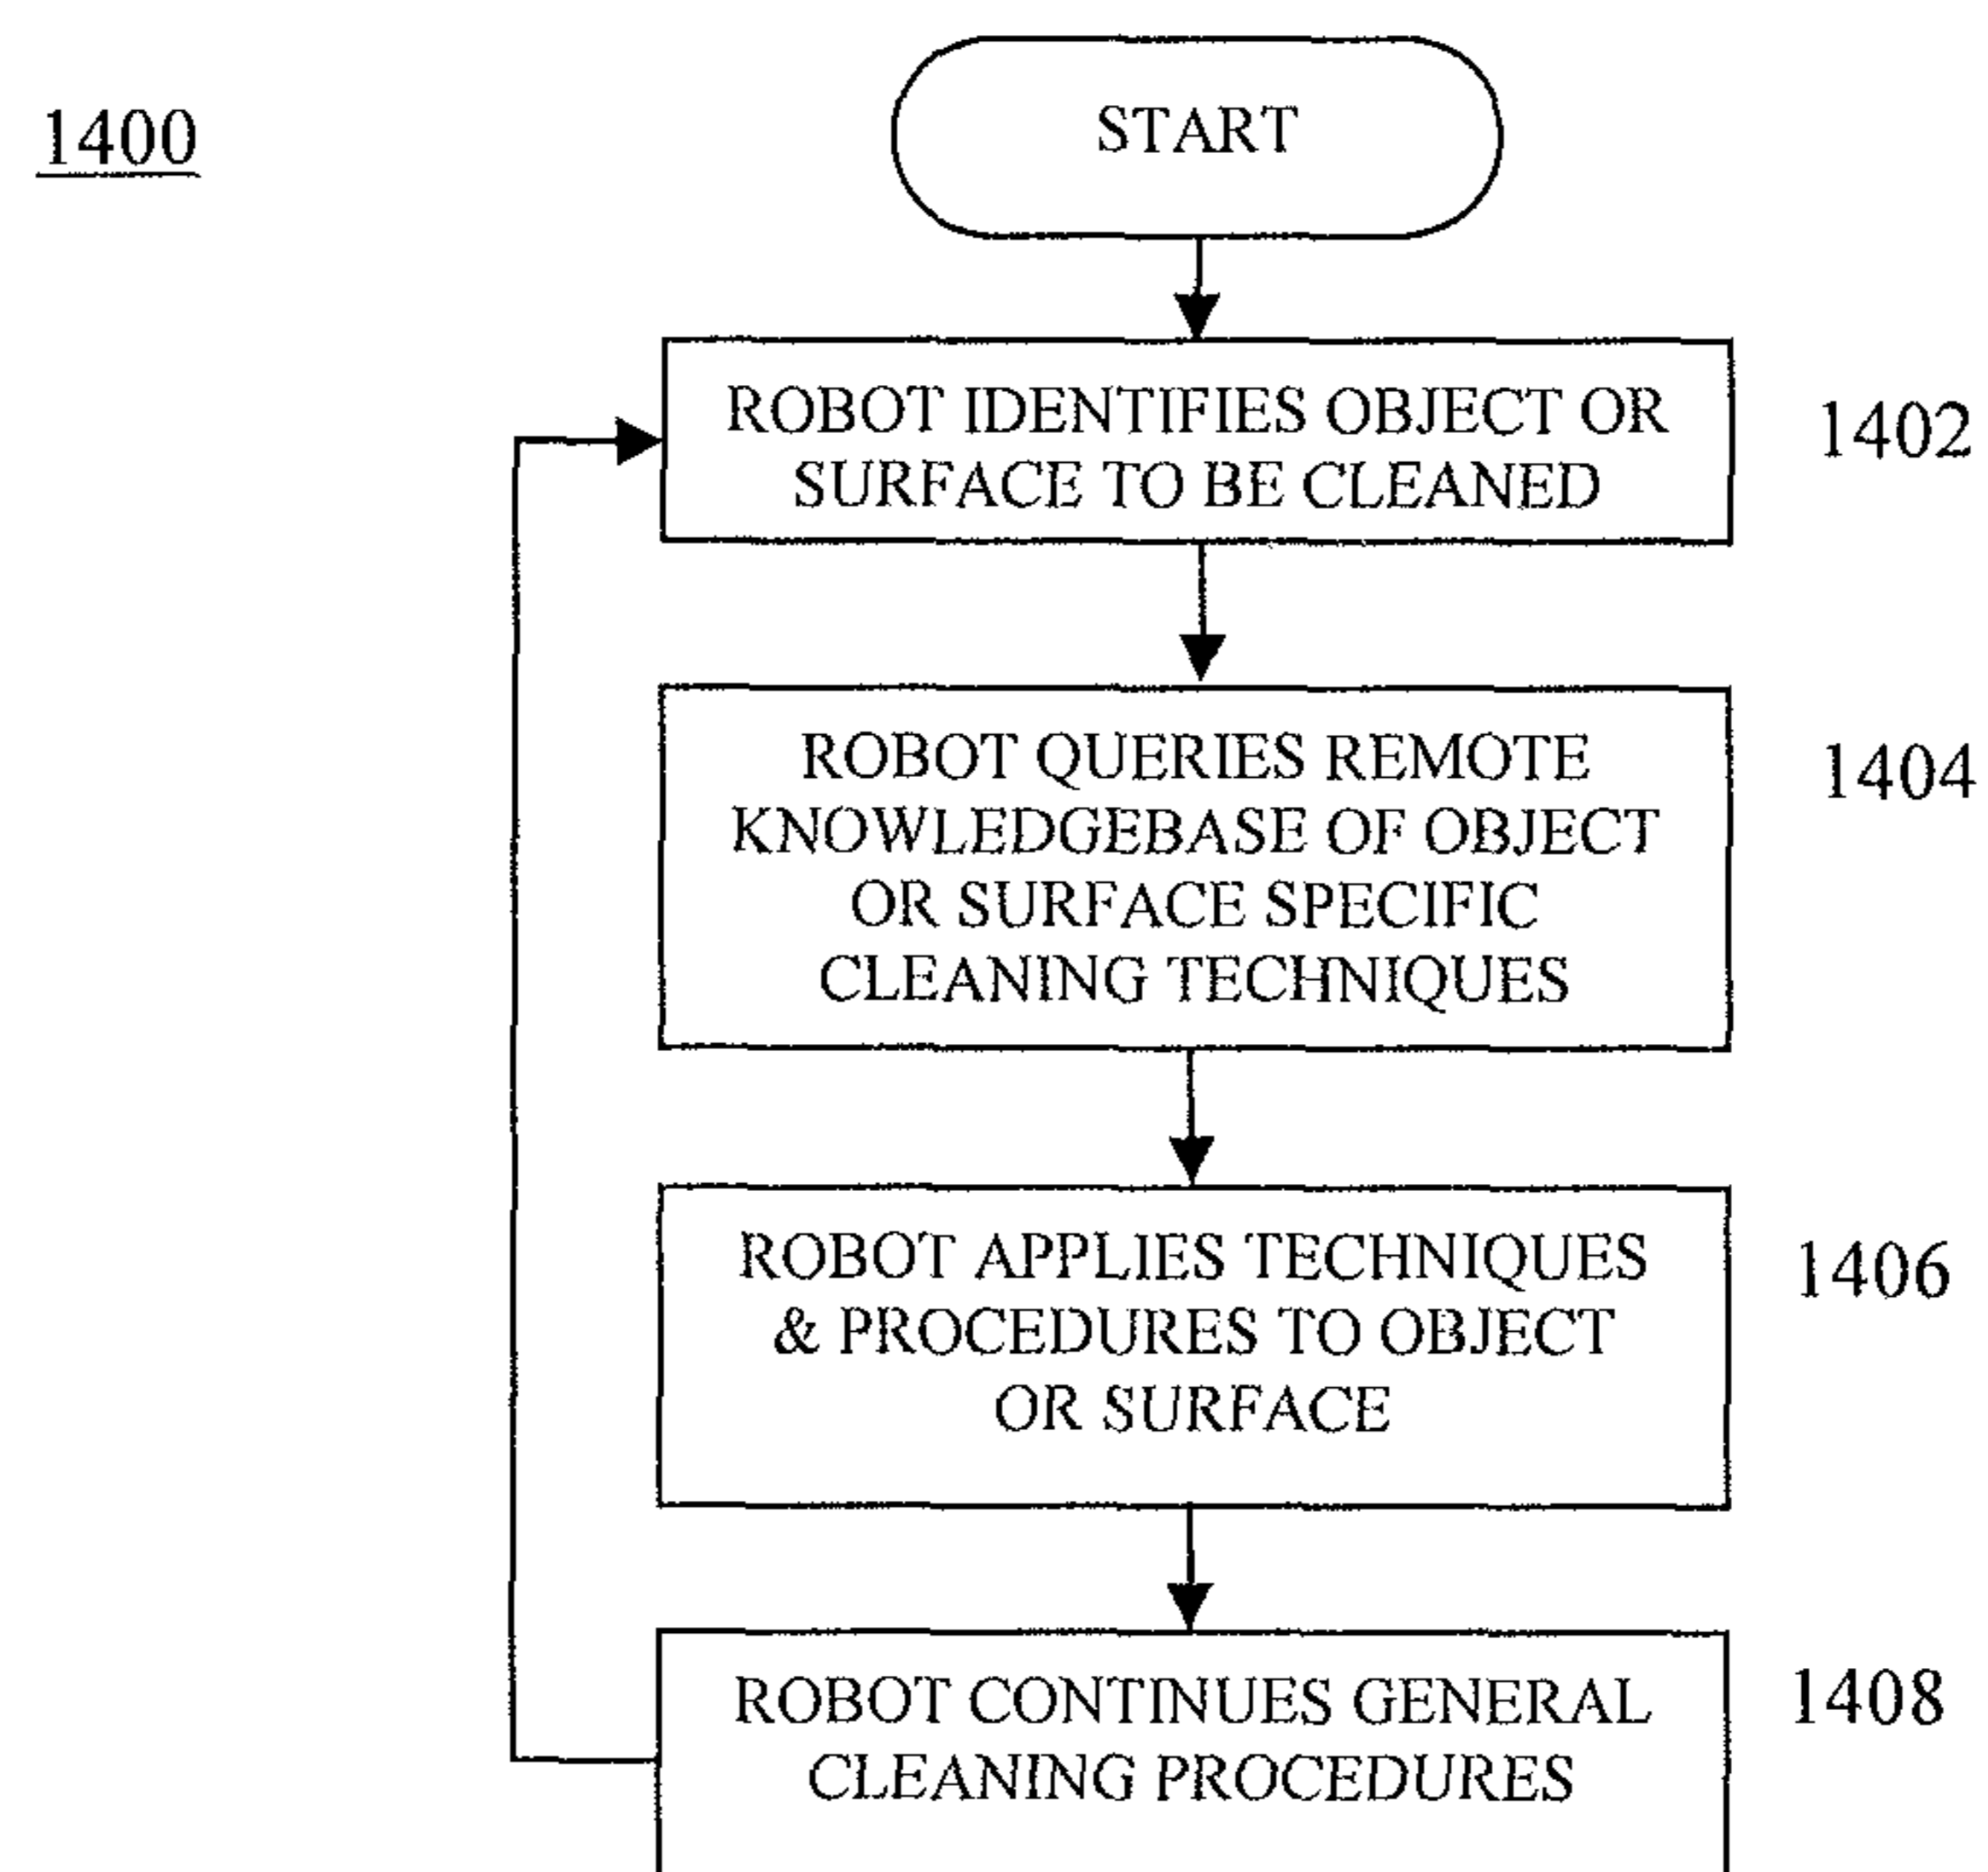 1400
START
ROBOT IDENTIFIES OBJECT OR
SURFACE TO BE CLEANED
1402
ROBOT QUERIES REMOTE
KNOWLEDGEBASE OF OBJECT
OR SURFACE SPECIFIC
CLEANING TECHNIQUES
1404
ROBOT APPLIES TECHNIQUES
& PROCEDURES TO OBJECT
OR SURFACE
1406
ROBOT CONTINUES GENERAL
CLEANING PROCEDURES
1408